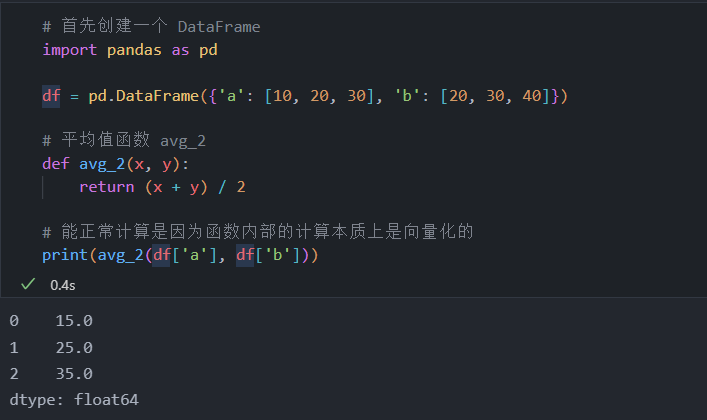 # 首先创建一个 DataFrame
import pandas as pd
df = pd.DataFrame({'a': [10, 20, 30], 'b': [20, 30, 40]})
# 平均值函数 avg_2
def avg_2(x, y):
    return (x + y) / 2
# 能正常计算是因为函数内部的计算本质上是向量化的
print(avg_2(df['a'], df['b']))
✓ 0.4s
0    15.0
1    25.0
2    35.0
dtype: float64